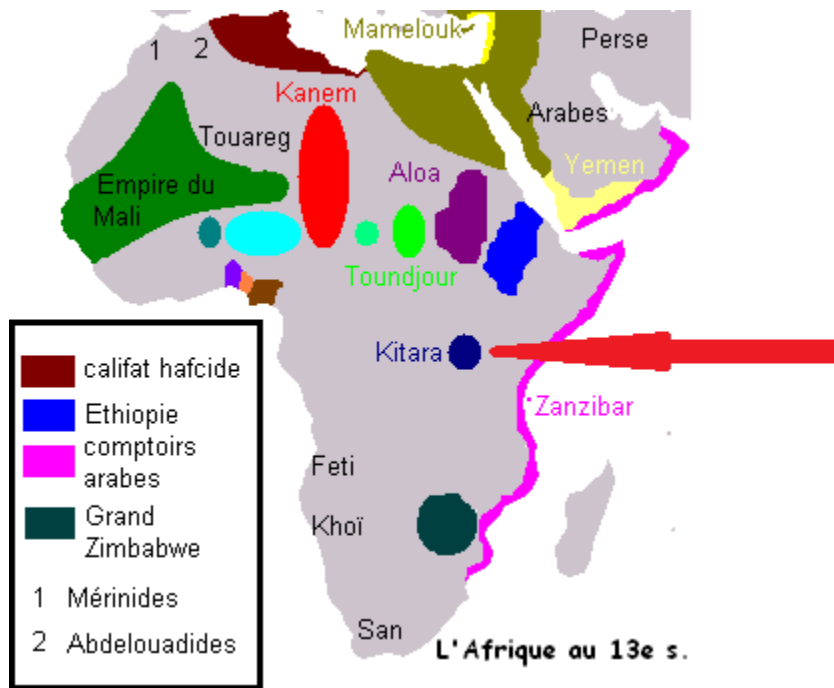 Mamelouk
Perse
1 2
Kanem
Arabes
Touareg
Yemen
Aloa
Empire du
Mali
Toundjour
Kitara
Zanzibar
Feti
Khoï
San
L'Afrique au 13e s.
califat hafcide
Ethiopie
comptoirs
arabes
Grand
Zimbabwe
1 Mérinides
2 Abdelouadides